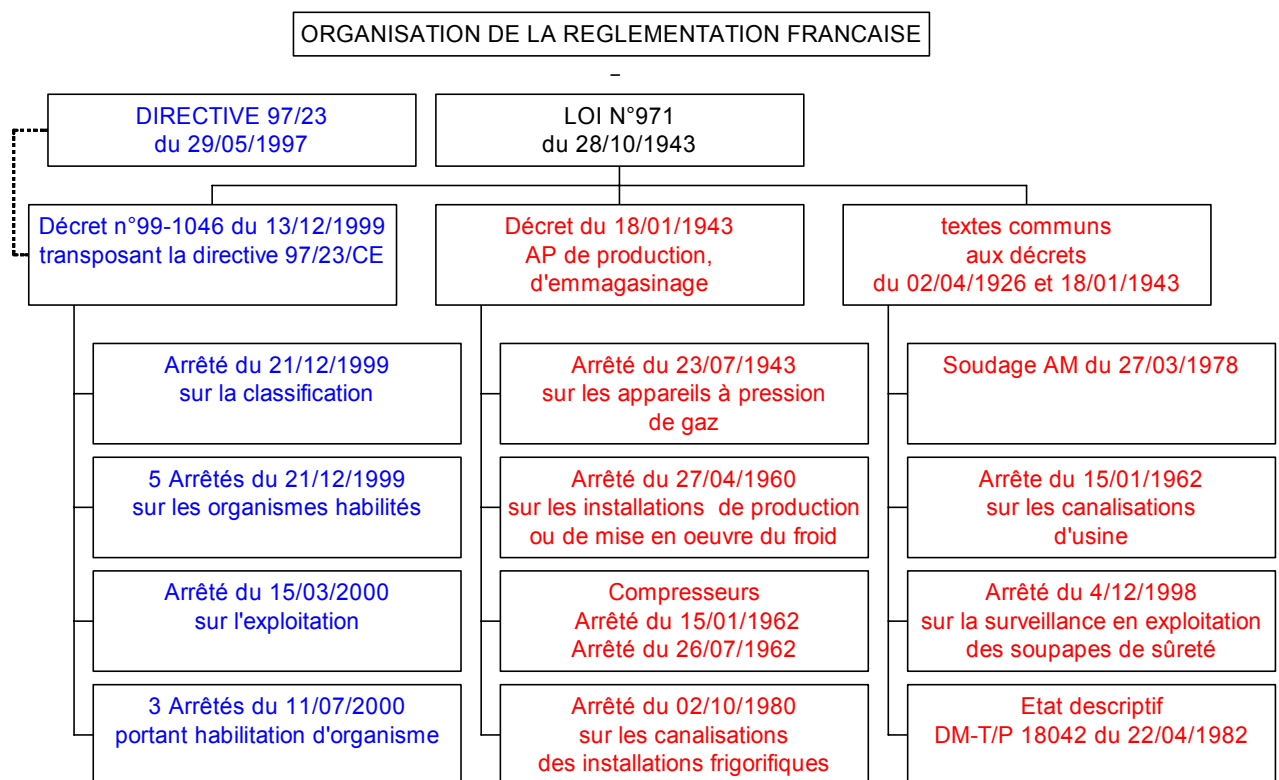 ORGANISATION DE LA REGLEMENTATION FRANCAISE
–
DIRECTIVE 97/23
du 29/05/1997
LOI N°971
du 28/10/1943
Décret n°99-1046 du 13/12/1999
transposant la directive 97/23/CE
Arrêté du 21/12/1999
sur la classification
5 Arrêtés du 21/12/1999
sur les organismes habilités
Arrêté du 15/03/2000
sur l'exploitation
3 Arrêtés du 11/07/2000
portant habilitation d'organisme
Décret du 18/01/1943
AP de production,
d'emmagasinage
Arrêté du 23/07/1943
sur les appareils à pression
de gaz
Arrêté du 27/04/1960
sur les installations de production
ou de mise en oeuvre du froid
Compresseurs
Arrêté du 15/01/1962
Arrêté du 26/07/1962
Arrêté du 02/10/1980
sur les canalisations
des installations frigorifiques
textes communs
aux décrets
du 02/04/1926 et 18/01/1943
Soudage AM du 27/03/1978
Arrête du 15/01/1962
sur les canalisations
d'usine
Arrêté du 4/12/1998
sur la surveillance en exploitation
des soupapes de sûreté
Etat descriptif
DM-T/P 18042 du 22/04/1982